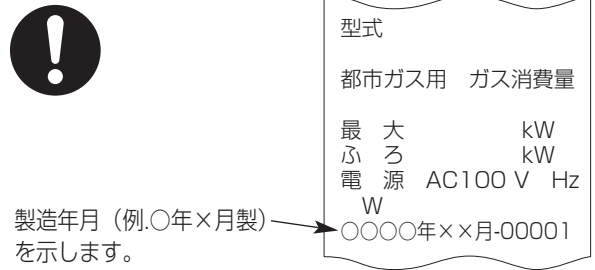 型式
都市ガス用　ガス消費量
最　大　　　　　kW
ふ　ろ　　　　　kW
電　源　AC100 V　Hz
W
○○○○年××月-00001
製造年月（例.○年×月製）
を示します。